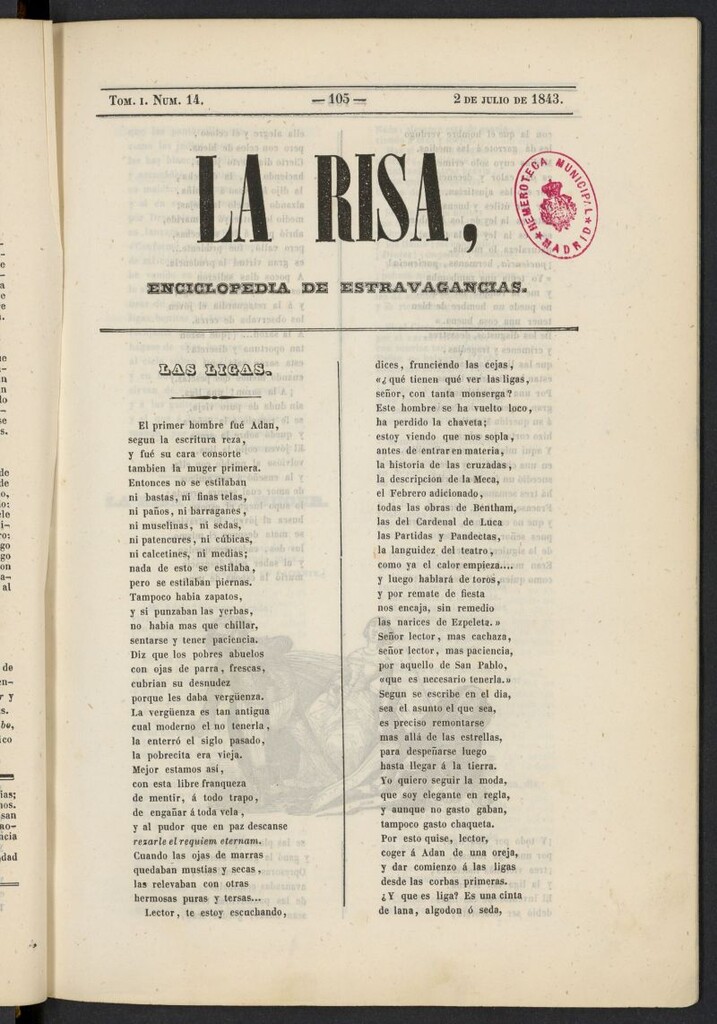 Tom. I. Num. 14.
— 105 —
2 de julio de 1843.
LA RISA,
HEMEROTECA MUNICIPAL
★ MADRID ★
ENCICLOPEDIA DE ESTRAVAGANCIAS.
LAS LIGAS.
El primer hombre fué Adan,
segun la escritura reza,
y fué su cara consorte
tambien la muger primera.
Entonces no se estilaban
ni bastas, ni finas telas,
ni paños, ni barraganes,
ni muselinas, ni sedas,
ni patencures, ni cúbicas,
ni calcetines, ni medias;
nada de esto se estilaba,
pero se estilaban piernas.
Tampoco habia zapatos,
y si punzaban las yerbas,
no habia mas que chillar,
sentarse y tener paciencia.
Diz que los pobres abuelos
con ojas de parra, frescas,
cubrian su desnudez
porque les daba vergüenza.
La vergüenza es tan antigua
cual moderno el no tenerla,
la enterró el siglo pasado,
la pobrecita era vieja.
Mejor estamos asi,
con esta libre franqueza
de mentir, á todo trapo,
de engañar á toda vela,
y al pudor que en paz descanse
rezarle el requiem eternam.
Cuando las ojas de marras
quedaban mustias y secas,
las relevaban con otras
hermosas puras y tersas...
Lector, te estoy escuchando,
dices, frunciendo las cejas,
«¿qué tienen qué ver las ligas,
señor, con tanta monserga?
Este hombre se ha vuelto loco,
ha perdido la chaveta;
estoy viendo que nos sopla,
antes de entrar en materia,
la historia de las cruzadas,
la descripcion de la Meca,
el Febrero adicionado,
todas las obras de Bentham,
las del Cardenal de Luca
las Partidas y Pandectas,
la languidez del teatro,
como ya el calor empieza....
y luego hablará de toros,
y por remate de fiesta
nos encaja, sin remedio
las narices de Ezpeleta.»
Señor lector, mas cachaza,
señor lector, mas paciencia,
por aquello de San Pablo,
«que es necesario tenerla.»
Segun se escribe en el dia,
sea el asunto el que sea,
es preciso remontarse
mas allá de las estrellas,
para despeñarse luego
hasta llegar á la tierra.
Yo quiero seguir la moda,
que soy elegante en regla,
y aunque no gasto gaban,
tampoco gasto chaqueta.
Por esto quise, lector,
coger á Adan de una oreja,
y dar comienzo á las ligas
desde las corbas primeras.
¿Y que es liga? Es una cinta
de lana, algodon ó seda,